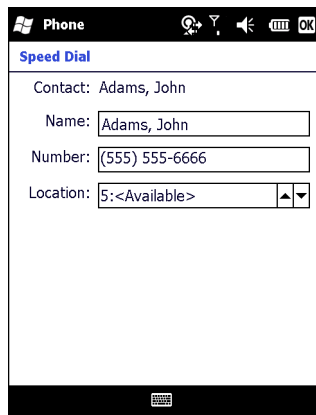 Phone OK
Speed Dial
Contact: Adams, John
Name: Adams, John
Number: (555) 555-6666
Location: 5:<Available>